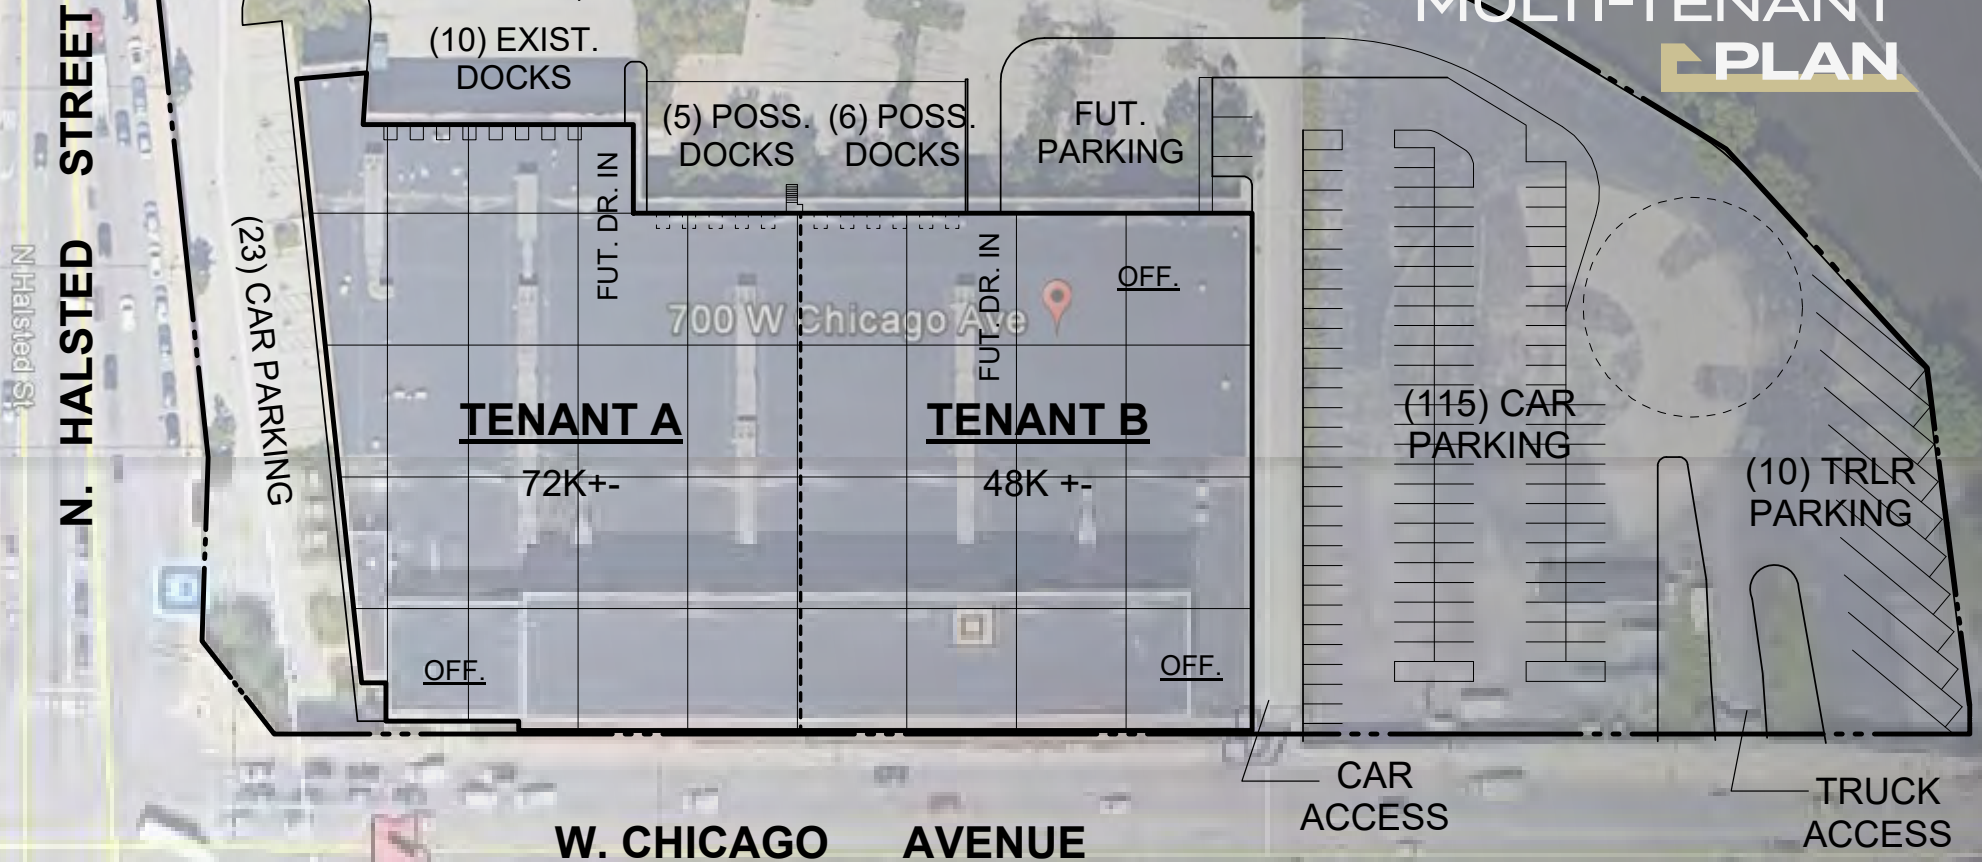 MULTI-TENANT
PLAN
(10) EXIST.
DOCKS
(5) POSS.
DOCKS
(6) POSS.
DOCKS
FUT.
PARKING
N. HALSTED STREET
N Halsted St
(23) CAR PARKING
FUT. DR. IN
FUT. DR. IN
OFF.
700 W Chicago Ave
TENANT A
72K+-
TENANT B
48K +-
(115) CAR
PARKING
(10) TRLR
PARKING
OFF.
OFF.
CAR
ACCESS
TRUCK
ACCESS
W. CHICAGO AVENUE